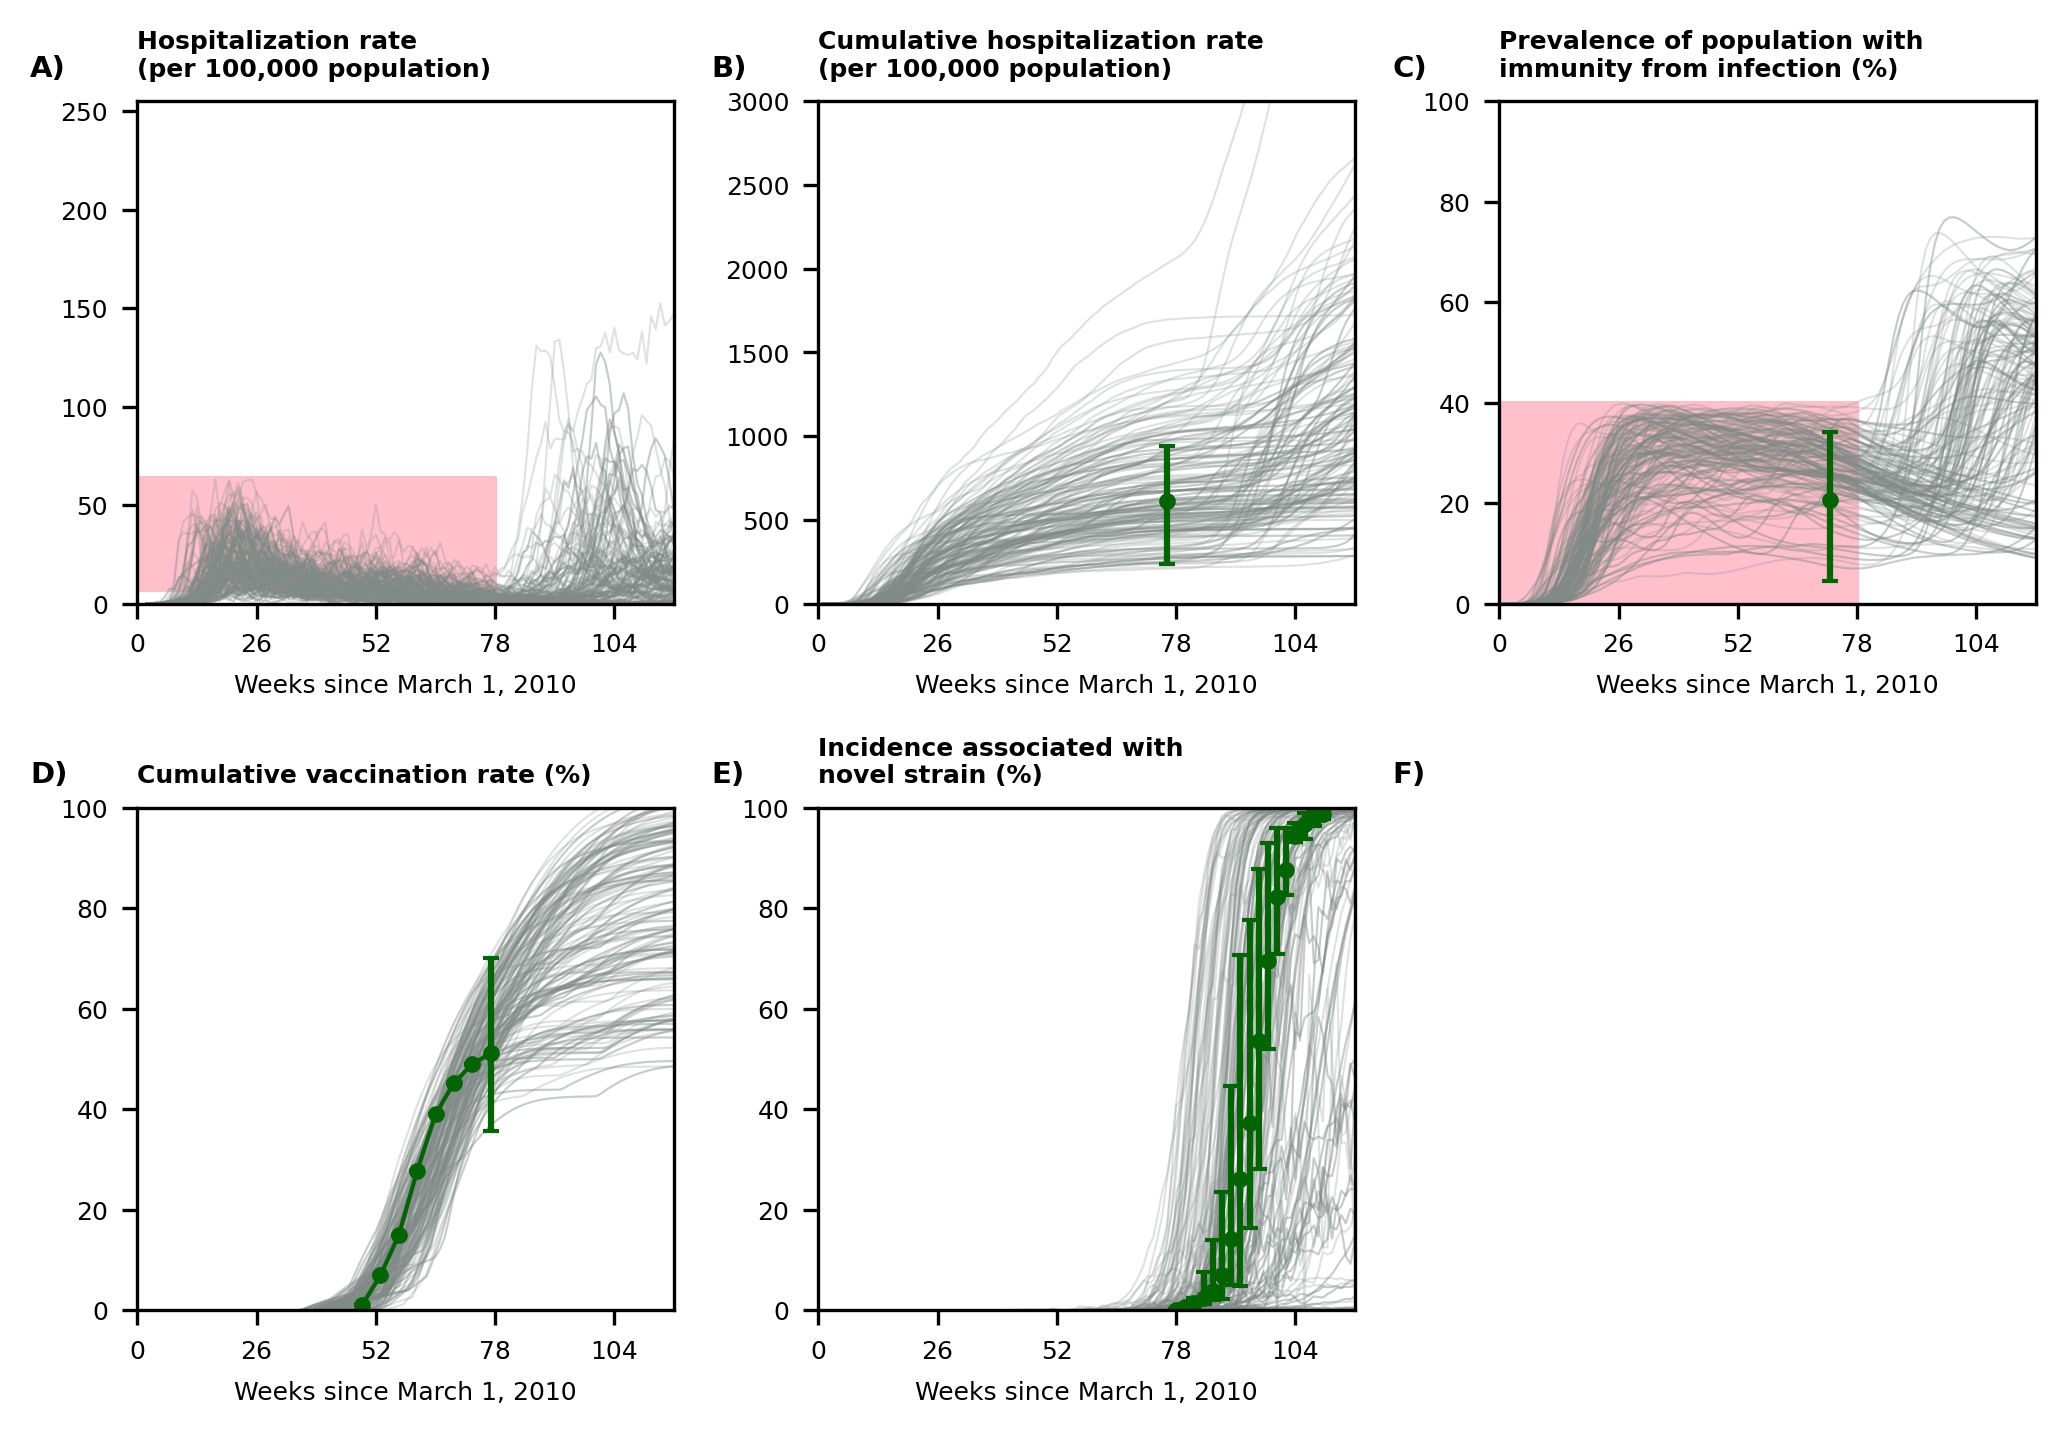 A)
Hospitalization rate
(per 100,000 population)
250
200
150
100
50
0
0 26 52 78 104
Weeks since March 1, 2010
B)
Cumulative hospitalization rate
(per 100,000 population)
3000
2500
2000
1500
1000
500
0
0 26 52 78 104
Weeks since March 1, 2010
C)
Prevalence of population with
immunity from infection (%)
100
80
60
40
20
0
0 26 52 78 104
Weeks since March 1, 2010
D)
Cumulative vaccination rate (%)
100
80
60
40
20
0
0 26 52 78 104
Weeks since March 1, 2010
E)
Incidence associated with
novel strain (%)
100
80
60
40
20
0
0 26 52 78 104
Weeks since March 1, 2010
F)